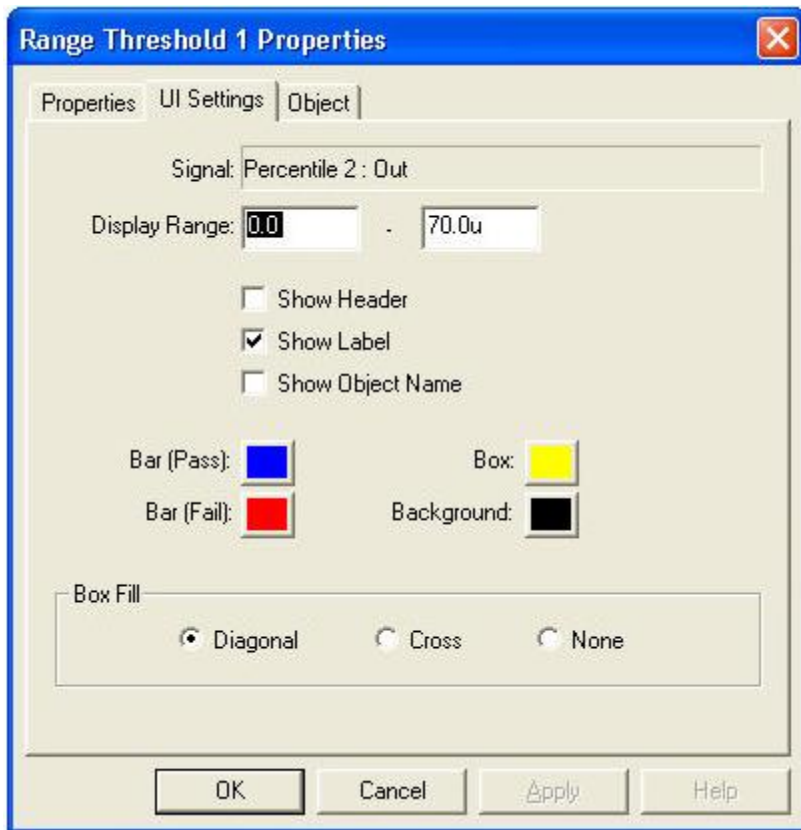 Range Threshold 1 Properties
Properties UI Settings Object
Signal: Percentile 2 : Out
Display Range: 0.0 - 70.0u
Show Header
Show Label
Show Object Name
Bar (Pass): Box:
Bar (Fail): Background:
Box Fill
Diagonal Cross None
OK Cancel Apply Help